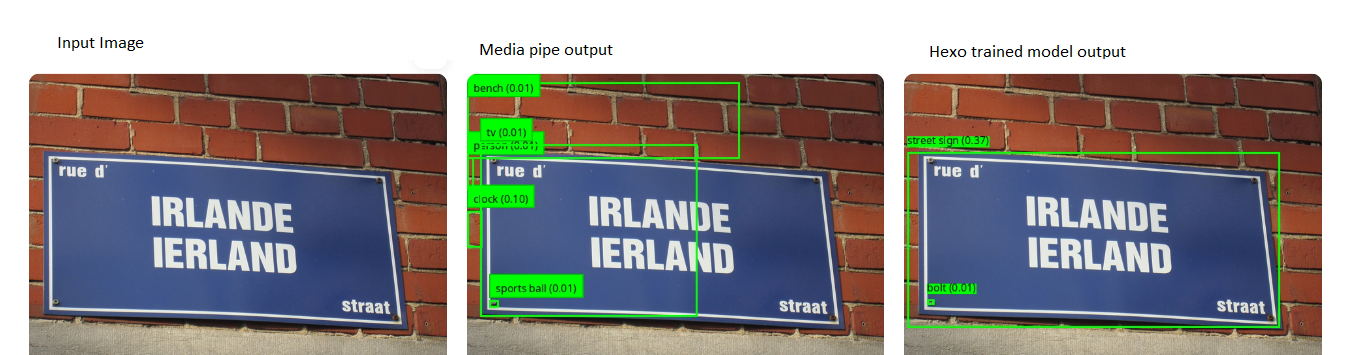 Input Image
Media pipe output
Hexo trained model output
rue d'
IRLANDE
IERLAND
straat
bench (0.01)
tv (0.01)
person (0.01)
rue d'
clock (0.10)
IRLANDE
IERLAND
sports ball (0.01)
straat
street sign (0.37)
rue d'
IRLANDE
IERLAND
bolt (0.01)
straat